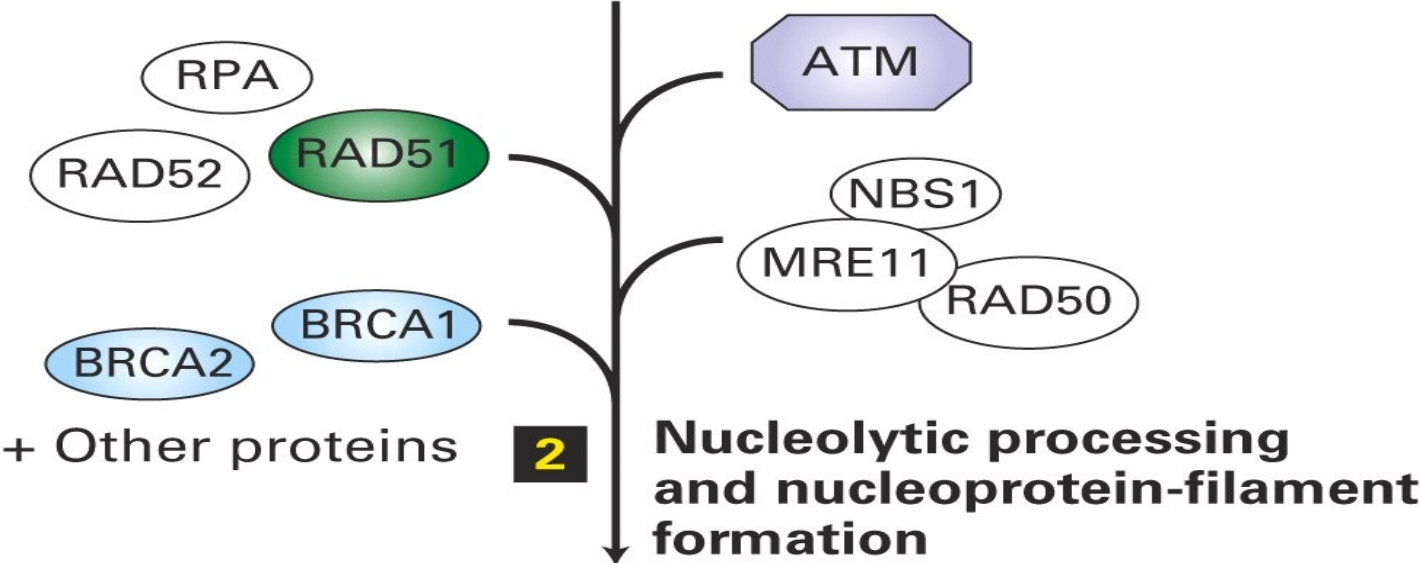 RPA
RAD52
RAD51
ATM
NBS1
MRE11
RAD50
BRCA1
BRCA2
+ Other proteins
2
Nucleolytic processing
and nucleoprotein-filament
formation